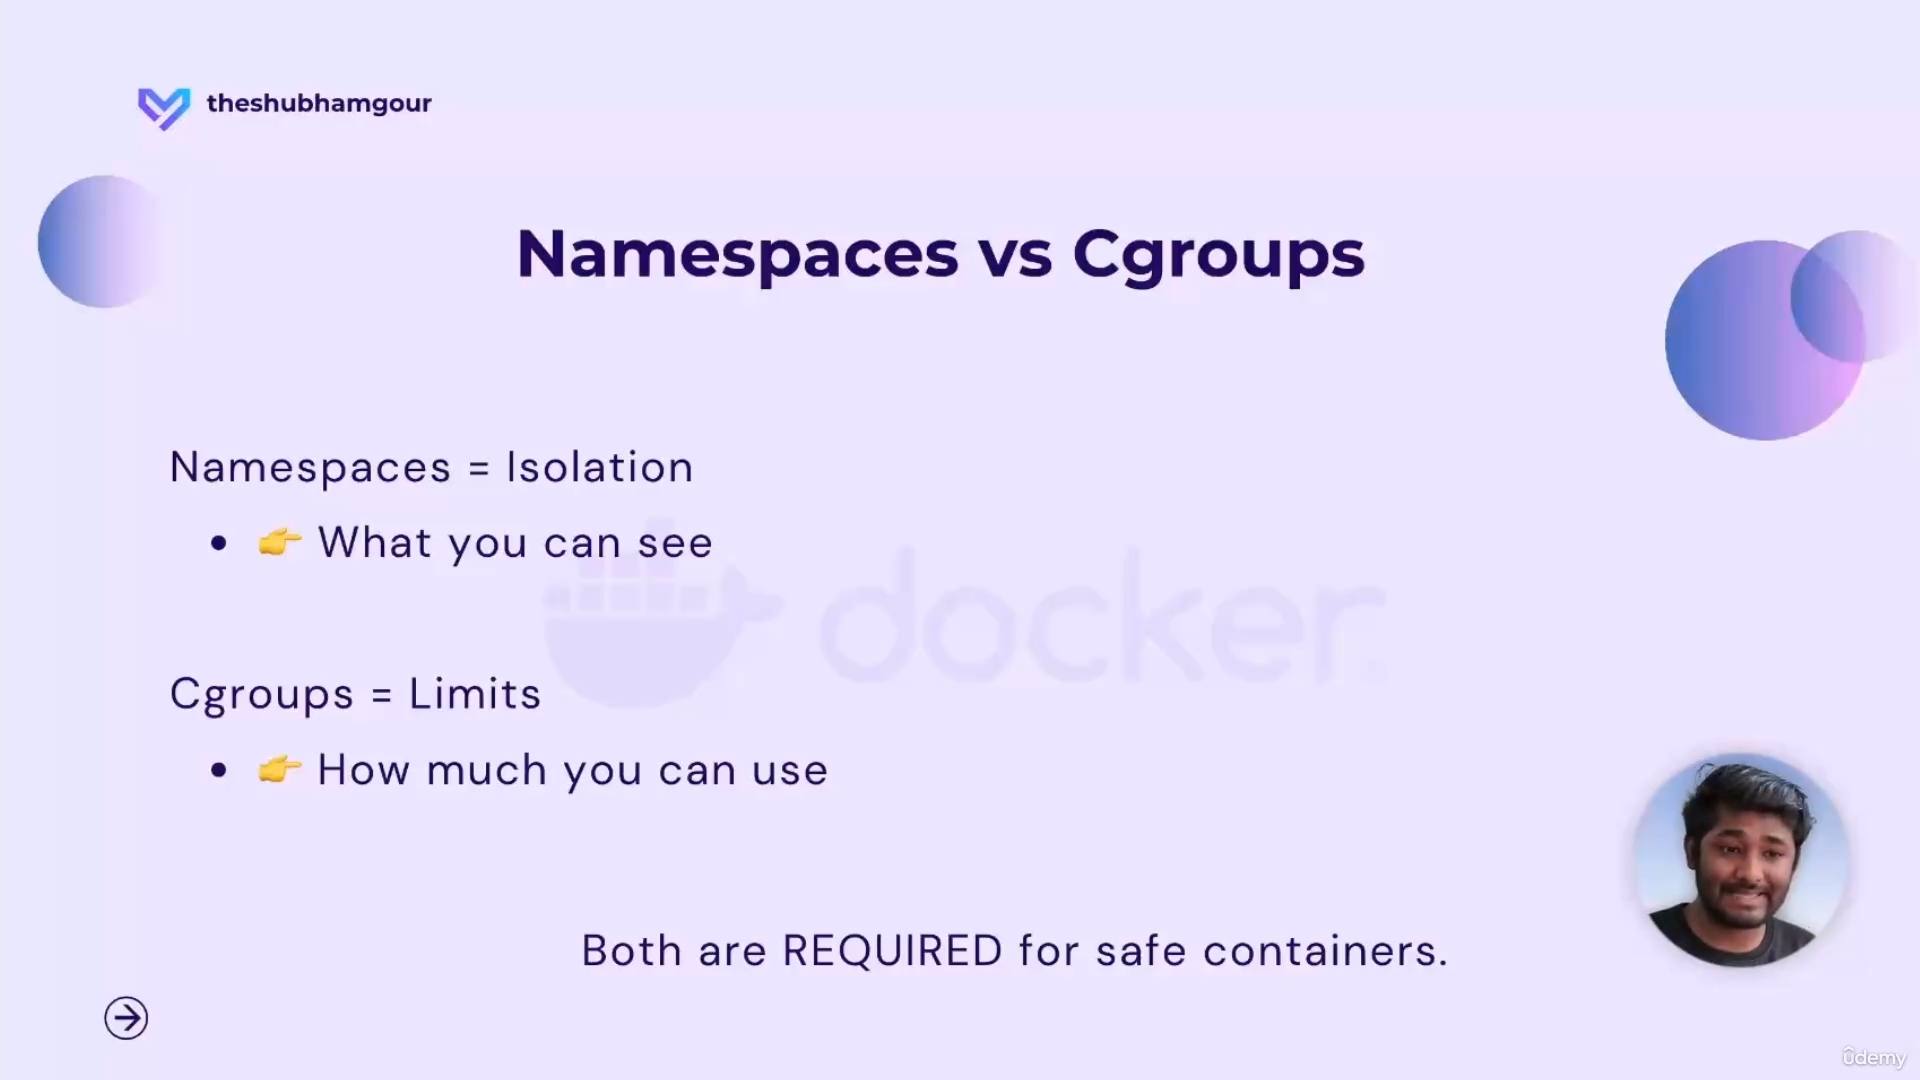 theshubhamgour
Namespaces vs Cgroups
Namespaces = Isolation
• 👉 What you can see
docker
Cgroups = Limits
• 👉 How much you can use
Both are REQUIRED for safe containers.
ûdemy